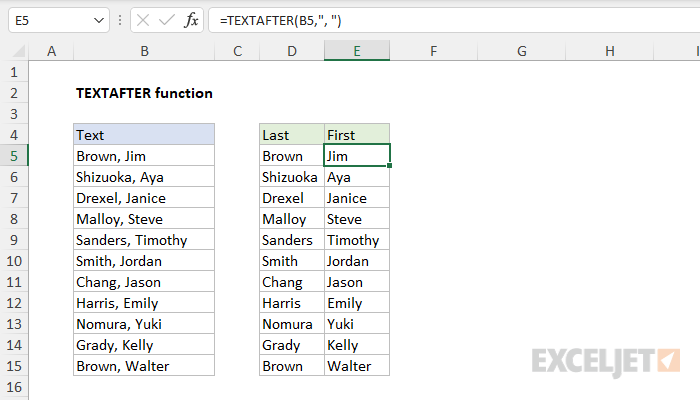 E5 fx =TEXTAFTER(B5,", ")
A B C D E F G H I
1
2 TEXTAFTER function
3
4 Text Last First
5 Brown, Jim Brown Jim
6 Shizuoka, Aya Shizuoka Aya
7 Drexel, Janice Drexel Janice
8 Malloy, Steve Malloy Steve
9 Sanders, Timothy Sanders Timothy
10 Smith, Jordan Smith Jordan
11 Chang, Jason Chang Jason
12 Harris, Emily Harris Emily
13 Nomura, Yuki Nomura Yuki
14 Grady, Kelly Grady Kelly
15 Brown, Walter Brown Walter
16
EXCELJET